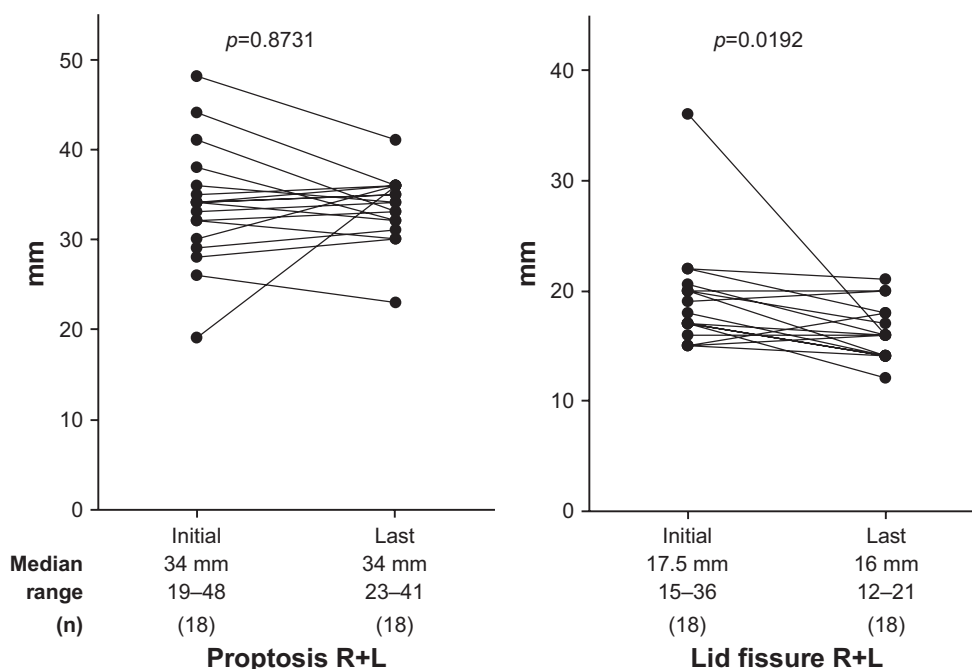 p=0.8731
50
40
30
20
10
0
mm
Initial Last
Median 34 mm 34 mm
range 19–48 23–41
(n) (18) (18)
Proptosis R+L
p=0.0192
40
30
20
10
0
mm
Initial Last
17.5 mm 16 mm
15–36 12–21
(18) (18)
Lid fissure R+L